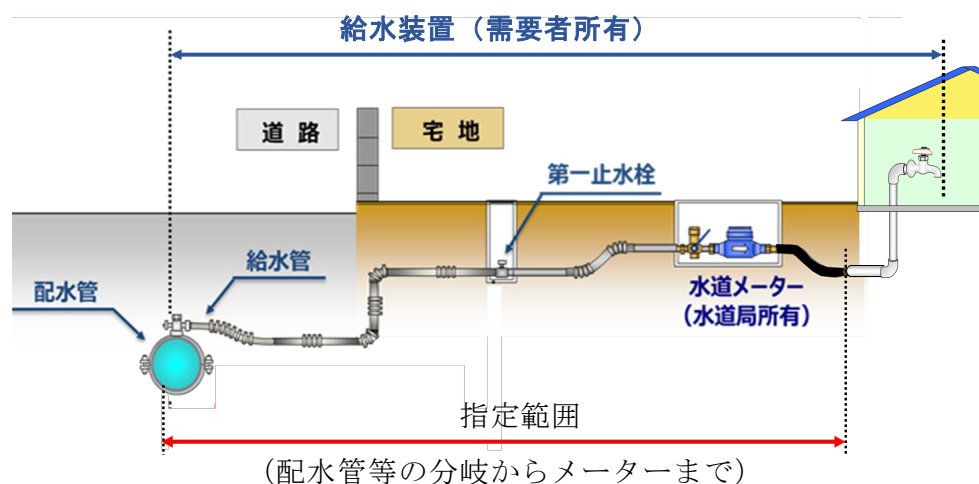 給水装置（需要者所有）
道 路
宅 地
第一止水栓
給水管
配水管
水道メーター
（水道局所有）
指定範囲
（配水管等の分岐からメーターまで）